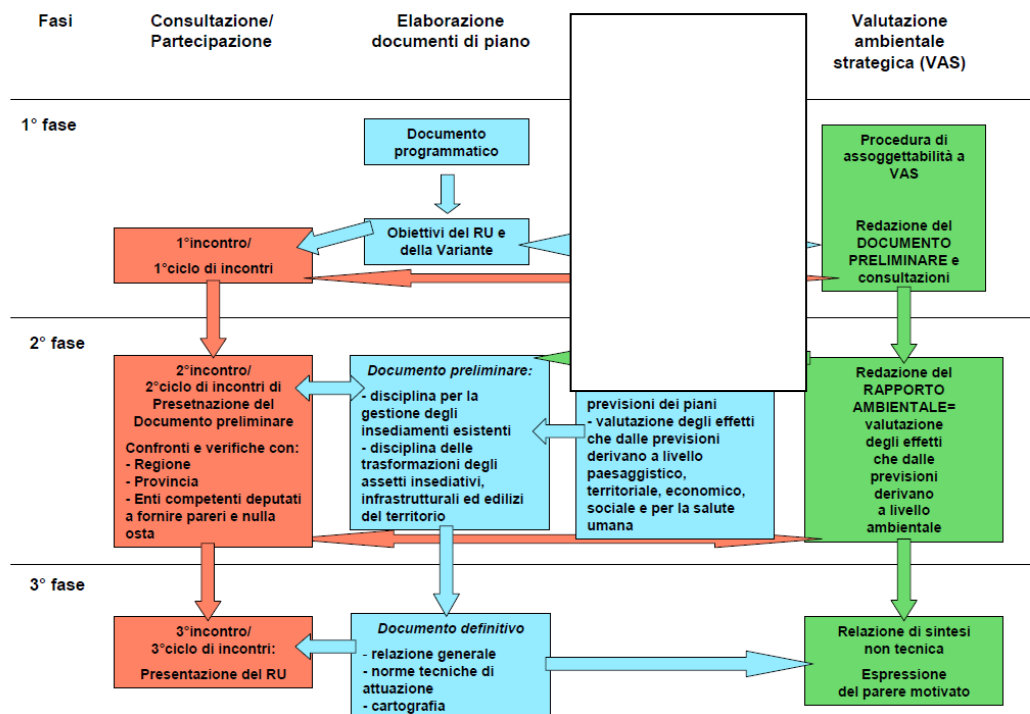 Fasi
Consultazione/
Partecipazione
Elaborazione
documenti di piano
Valutazione
ambientale
strategica (VAS)
1° fase
Documento
programmatico
Procedura di
assoggettabilità a
VAS
Redazione del
DOCUMENTO
PRELIMINARE e
consultazioni
Obiettivi del RU e
della Variante
1°incontro/
1°ciclo di incontri
2° fase
2°incontro/
2°ciclo di incontri di
Presetnazione del
Documento preliminare
Confronti e verifiche con:
- Regione
- Provincia
- Enti competenti deputati
a fornire pareri e nulla
osta
Documento preliminare:
- disciplina per la
gestione degli
insediamenti esistenti
- disciplina delle
trasformazioni degli
assetti insediativi,
infrastrutturali ed edilizi
del territorio
previsioni dei piani
- valutazione degli effetti
che dalle previsioni
derivano a livello
paesaggistico,
territoriale, economico,
sociale e per la salute
umana
Redazione del
RAPPORTO
AMBIENTALE=
valutazione
degli effetti
che dalle
previsioni
derivano
a livello
ambientale
3° fase
3°incontro/
3°ciclo di incontri:
Presentazione del RU
Documento definitivo
- relazione generale
- norme tecniche di
attuazione
- cartografia
Relazione di sintesi
non tecnica
Espressione
del parere motivato